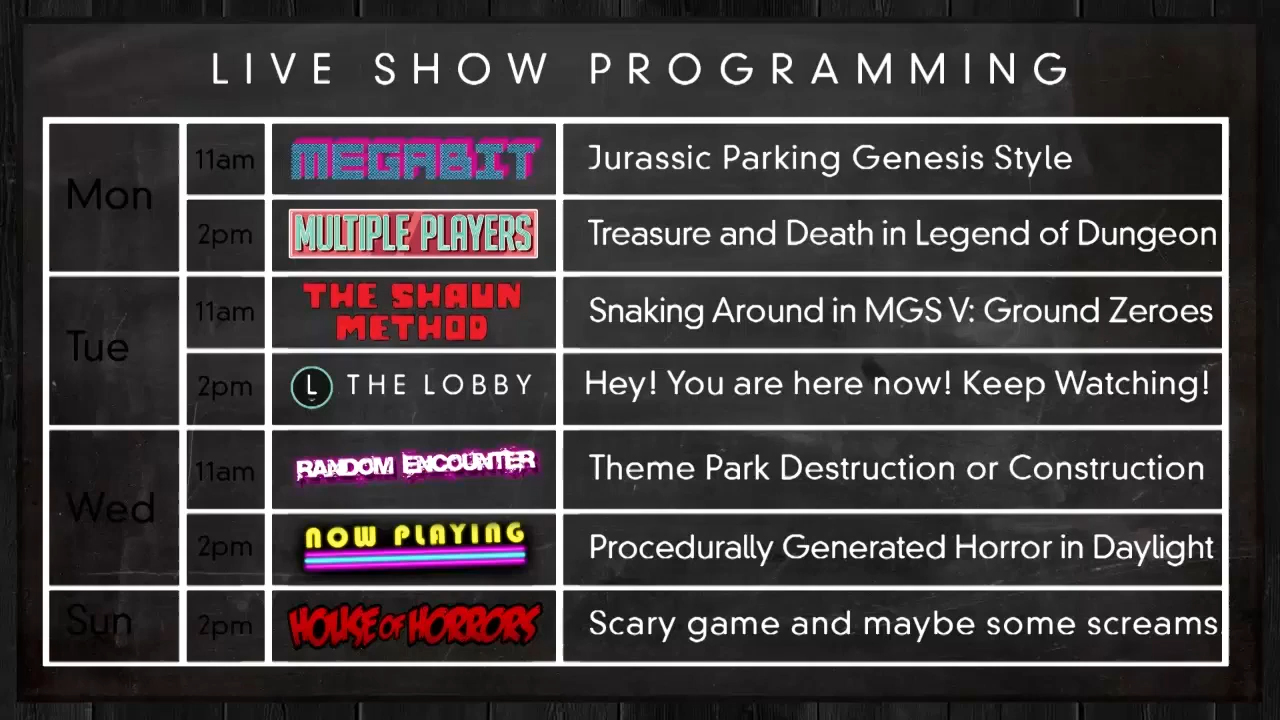 LIVE SHOW PROGRAMMING
Mon
11am
MEGABIT
Jurassic Parking Genesis Style
2pm
MULTIPLE PLAYERS
Treasure and Death in Legend of Dungeon
Tue
11am
THE SHAUN
METHOD
Snaking Around in MGS V: Ground Zeroes
2pm
L THE LOBBY
Hey! You are here now! Keep Watching!
Wed
11am
RANDOM ENCOUNTER
Theme Park Destruction or Construction
2pm
NOW PLAYING
Procedurally Generated Horror in Daylight
Sun
2pm
HOUSE OF HORRORS
Scary game and maybe some screams.